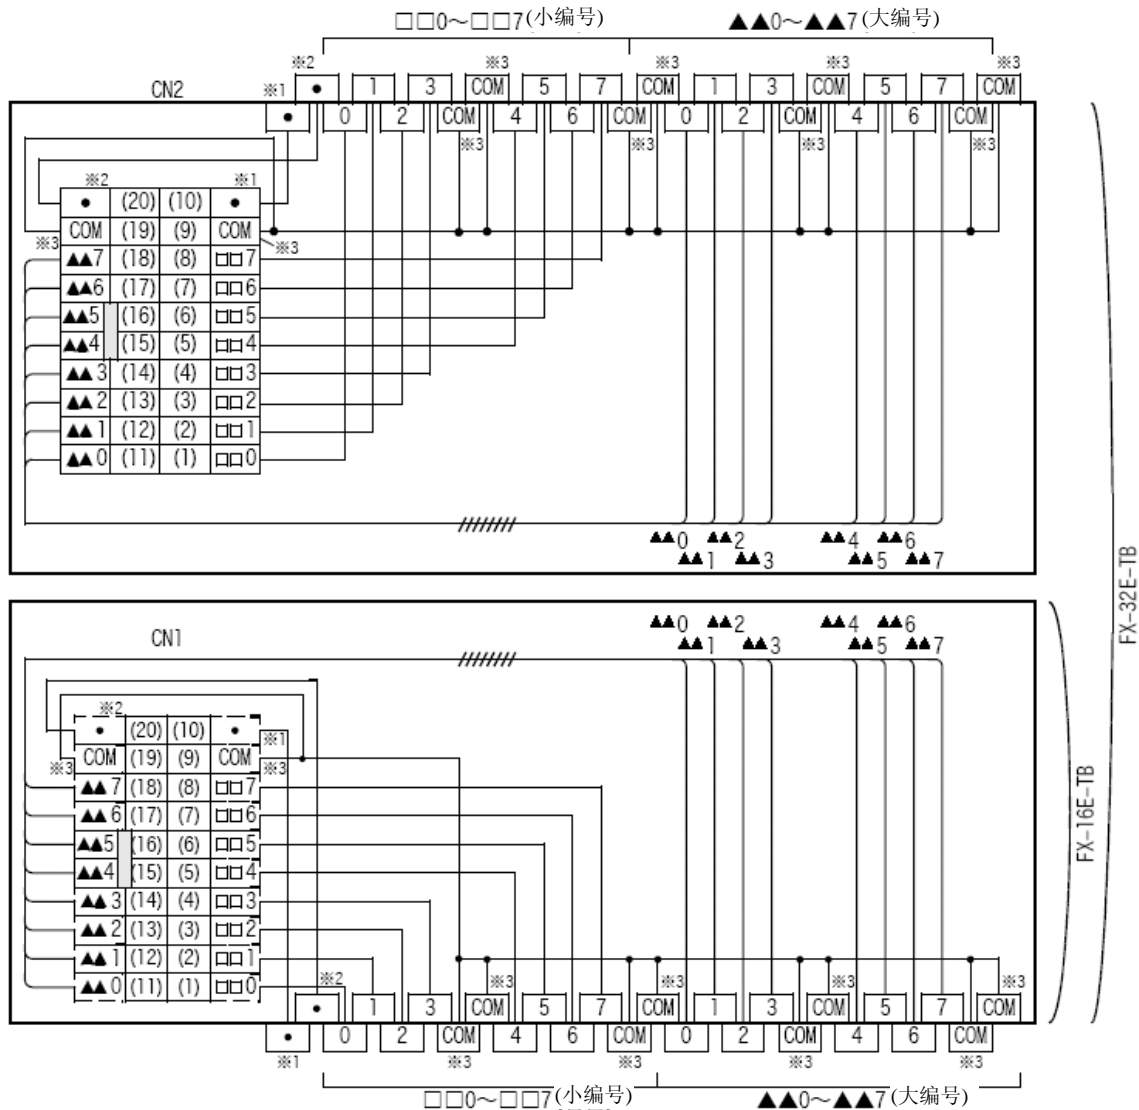 □□0～□□7(小编号) ▲▲0～▲▲7(大编号)
※2 ※3 ※3 ※3 ※3
CN2 ※1 • 1 3 COM 5 7 COM 1 3 COM 5 7 COM
• 0 2 COM 4 6 COM 0 2 COM 4 6 COM
※3 ※3 ※3 ※3
※2 ※1
• (20) (10) •
COM (19) (9) COM
※3 ※3
▲▲7 (18) (8) □□7
▲▲6 (17) (7) □□6
▲▲5 (16) (6) □□5
▲▲4 (15) (5) □□4
▲▲3 (14) (4) □□3
▲▲2 (13) (3) □□2
▲▲1 (12) (2) □□1
▲▲0 (11) (1) □□0
▲▲0 ▲▲2 ▲▲4 ▲▲6
▲▲1 ▲▲3 ▲▲5 ▲▲7
FX-32E-TB
▲▲0 ▲▲2 ▲▲4 ▲▲6
CN1 ▲▲1 ▲▲3 ▲▲5 ▲▲7
※2
• (20) (10) • ※1
COM (19) (9) COM
※3 ※3
▲▲7 (18) (8) □□7
▲▲6 (17) (7) □□6
▲▲5 (16) (6) □□5
▲▲4 (15) (5) □□4
▲▲3 (14) (4) □□3
▲▲2 (13) (3) □□2
▲▲1 (12) (2) □□1
▲▲0 (11) (1) □□0
FX-16E-TB
※2 ※3 ※3 ※3 ※3
• 1 3 COM 5 7 COM 1 3 COM 5 7 COM
• 0 2 COM 4 6 COM 0 2 COM 4 6 COM
※1 ※3 ※3 ※3 ※3
□□0～□□7(小编号) ▲▲0～▲▲7(大编号)